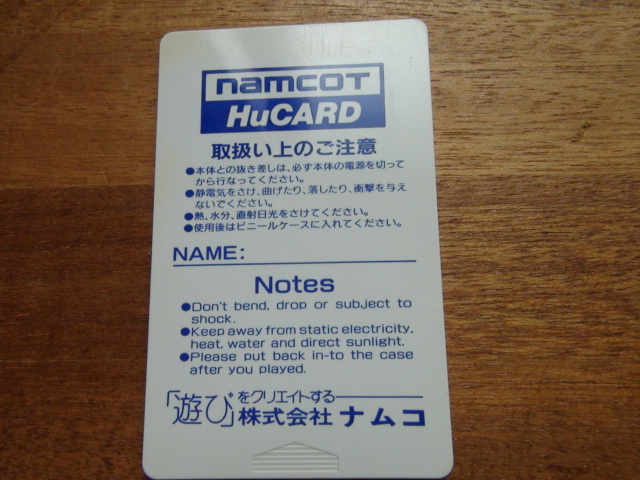 namcoT
HuCARD
取扱い上のご注意
●本体との抜き差しは、必ず本体の電源を切って
から行なってください。
●静電気をさけ、曲げたり、落したり、衝撃を与え
ないでください。
●熱、水分、直射日光をさけてください。
●使用後はビニールケースに入れてください。
NAME:
Notes
●Don't bend, drop or subject to
shock.
●Keep away from static electricity,
heat, water and direct sunlight.
●Please put back in-to the case
after you played.
「遊び」をクリエイトする
株式会社 ナムコ